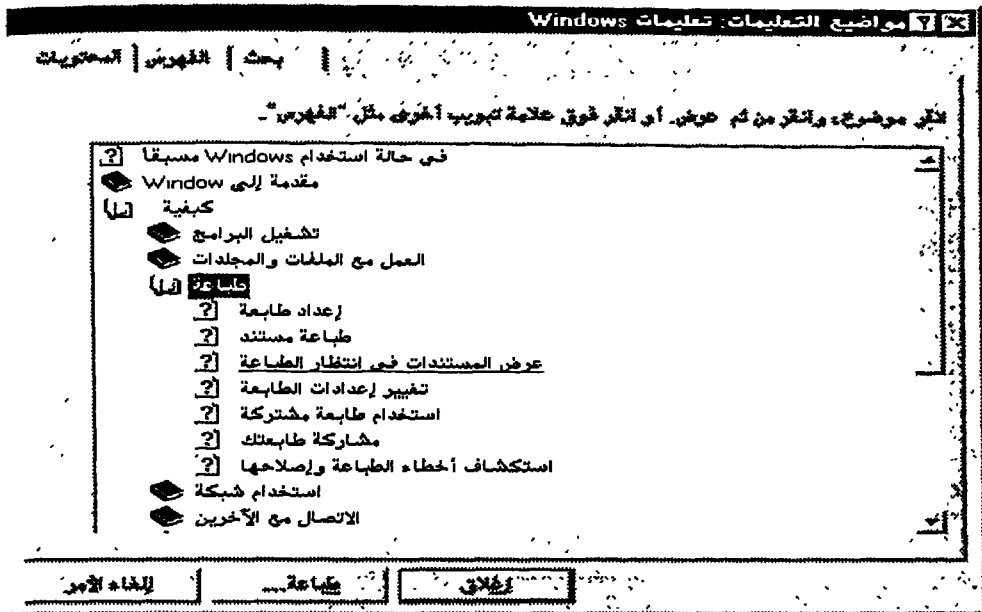 مواضيع التعليمات: تعليمات Windows
المحتويات | الفهرس | بحث
انقر موضوع، وانقر من ثم عرض. أو انقر فوق علامة تبويب أخرى مثل "الفهرس".
في حالة استخدام Windows مسبقا
مقدمة إلى Window
كيفية
تشغيل البرامج
العمل مع الملفات والمجلدات
طباعة
إعداد طابعة
طباعة مستند
عرض المستندات في انتظار الطباعة
تغيير إعدادات الطابعة
استخدام طابعة مشتركة
مشاركة طابعتك
استكشاف أخطاء الطباعة وإصلاحها
استخدام شبكة
الاتصال مع الآخرين
إغلاق طباعة... إلغاء الأمر